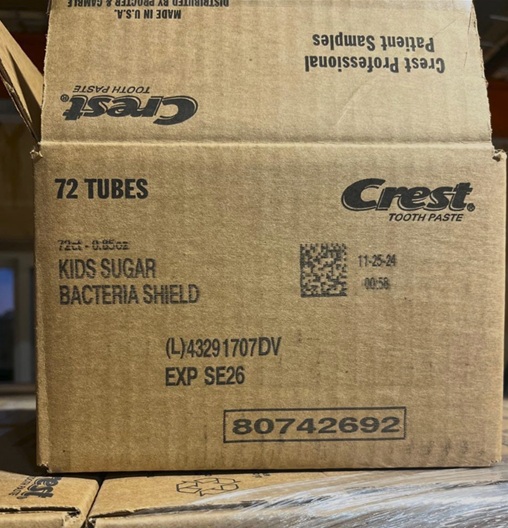 DISTRIBUTED BY PROCTER & GAMBLE
MADE IN U.S.A.
Crest Professional
Patient Samples
Crest®
TOOTH PASTE
72 TUBES
Crest®
TOOTH PASTE
72ct - 0.85oz
KIDS SUGAR
BACTERIA SHIELD
11-25-24
00:58
(L)43291707DV
EXP SE26
80742692